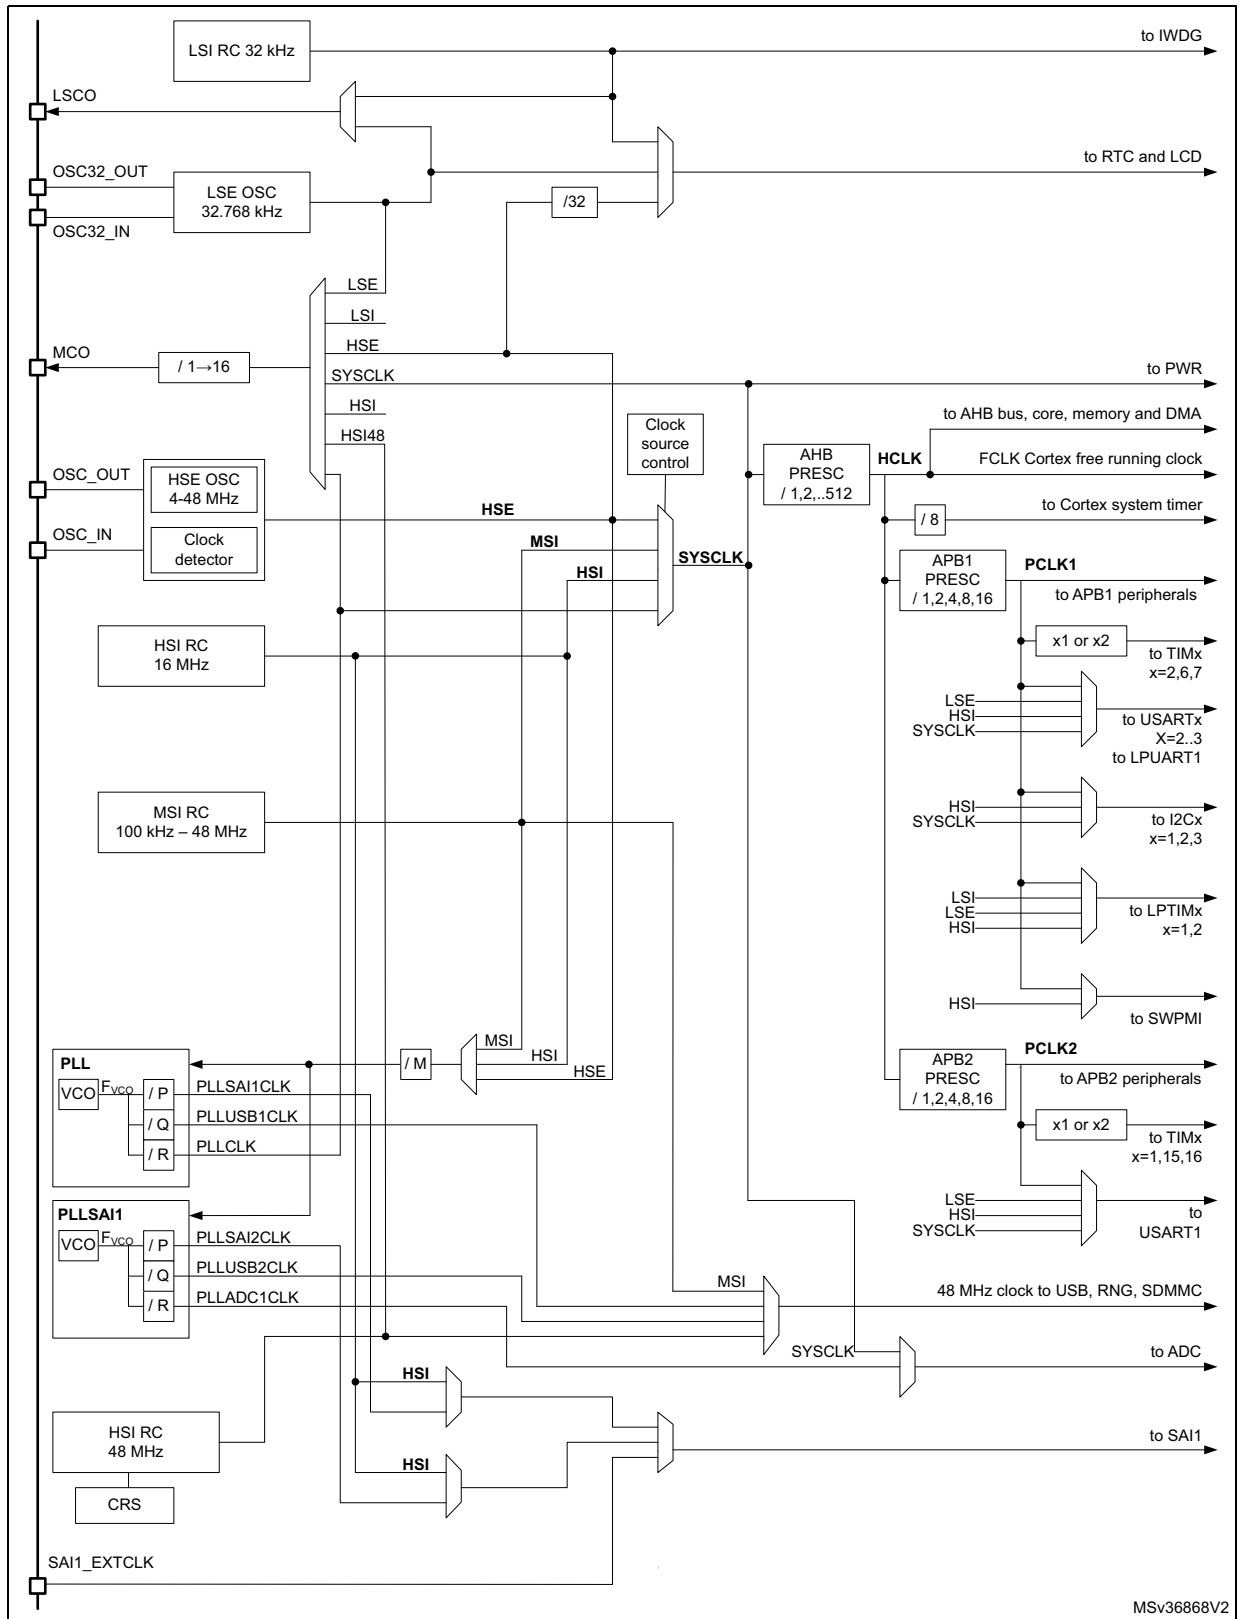 to IWDG
LSI RC 32 kHz
LSCO
to RTC and LCD
OSC32_OUT
LSE OSC
32.768 kHz
/32
OSC32_IN
LSE
LSI
MCO
HSE
/ 1→16
to PWR
SYSCLK
HSI
to AHB bus, core, memory and DMA
Clock
source
control
HSI48
AHB
PRESC
/ 1,2,..512
HCLK
FCLK Cortex free running clock
OSC_OUT
HSE OSC
4-48 MHz
to Cortex system timer
HSE
/ 8
OSC_IN
Clock
detector
MSI
SYSCLK
APB1
PRESC
/ 1,2,4,8,16
PCLK1
HSI
to APB1 peripherals
HSI RC
16 MHz
x1 or x2
to TIMx
x=2,6,7
LSE
HSI
SYSCLK
to USARTx
X=2..3
to LPUART1
MSI RC
100 kHz – 48 MHz
HSI
SYSCLK
to I2Cx
x=1,2,3
LSI
LSE
HSI
to LPTIMx
x=1,2
HSI
to SWPMI
MSI
HSI
HSE
/ M
PLL
VCO
FVCO
/ P
PLLSAI1CLK
/ Q
PLLUSB1CLK
/ R
PLLCLK
APB2
PRESC
/ 1,2,4,8,16
PCLK2
to APB2 peripherals
x1 or x2
to TIMx
x=1,15,16
LSE
HSI
SYSCLK
to
USART1
PLLSAI1
VCO
FVCO
/ P
PLLSAI2CLK
/ Q
PLLUSB2CLK
/ R
PLLADC1CLK
MSI
48 MHz clock to USB, RNG, SDMMC
SYSCLK
to ADC
HSI
HSI RC
48 MHz
to SAI1
HSI
CRS
SAI1_EXTCLK
MSv36868V2